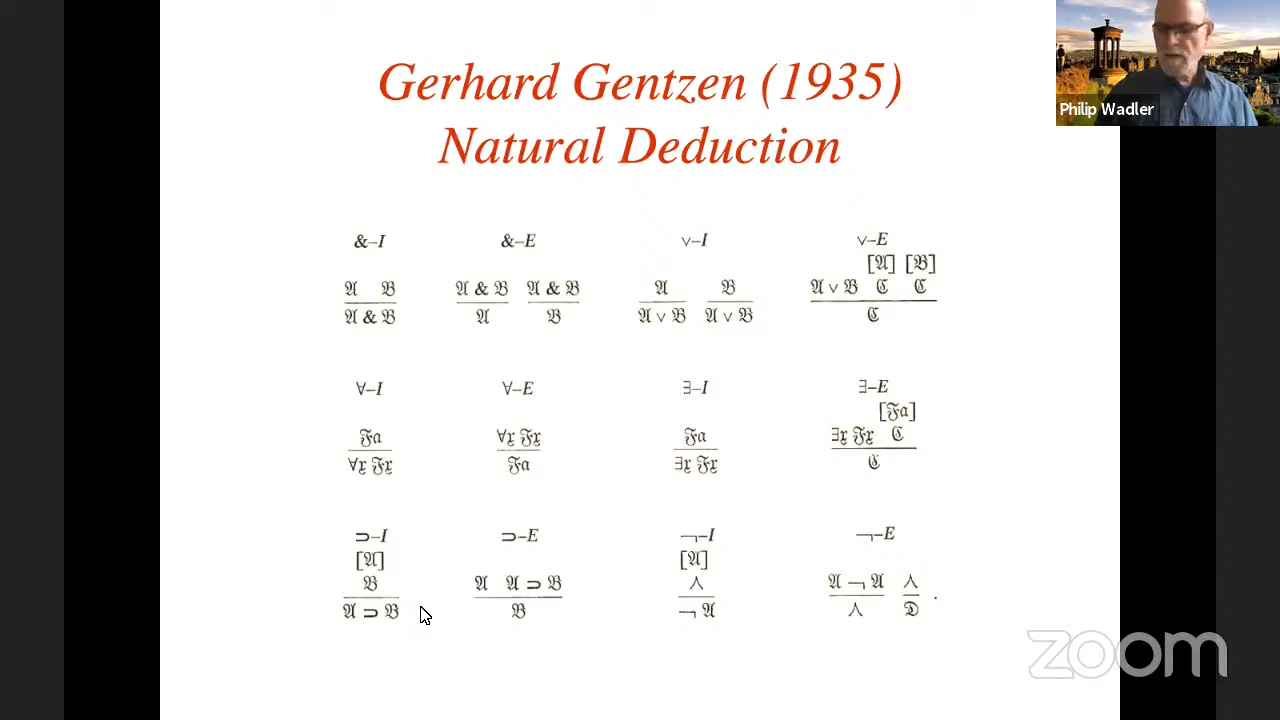 Gerhard Gentzen (1935)
Natural Deduction
Philip Wadler
&–I &–E ∨–I ∨–E
[𝔄] [𝔅]
𝔄 𝔅 𝔄 & 𝔅 𝔄 & 𝔅 𝔄 𝔅 𝔄 ∨ 𝔅 ℭ ℭ
𝔄 & 𝔅 𝔄 𝔅 𝔄 ∨ 𝔅 𝔄 ∨ 𝔅 ℭ
∀–I ∀–E ∃–I ∃–E
[𝔉a]
𝔉a ∀𝔵 𝔉𝔵 𝔉a ∃𝔵 𝔉𝔵 ℭ
∀𝔵 𝔉𝔵 𝔉a ∃𝔵 𝔉𝔵 ℭ
⊃–I ⊃–E ¬–I ¬–E
[𝔄] [𝔄]
𝔅 𝔄 𝔄 ⊃ 𝔅 ⋏ 𝔄 ¬ 𝔄 ⋏
𝔄 ⊃ 𝔅 𝔅 ¬ 𝔄 ⋏ 𝔇 .
zoom